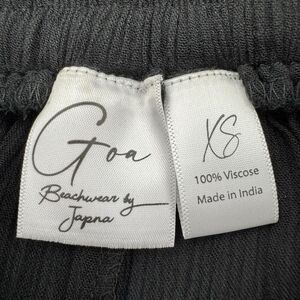 Goa
Beachwear by
Japna
XS
100% Viscose
Made in India